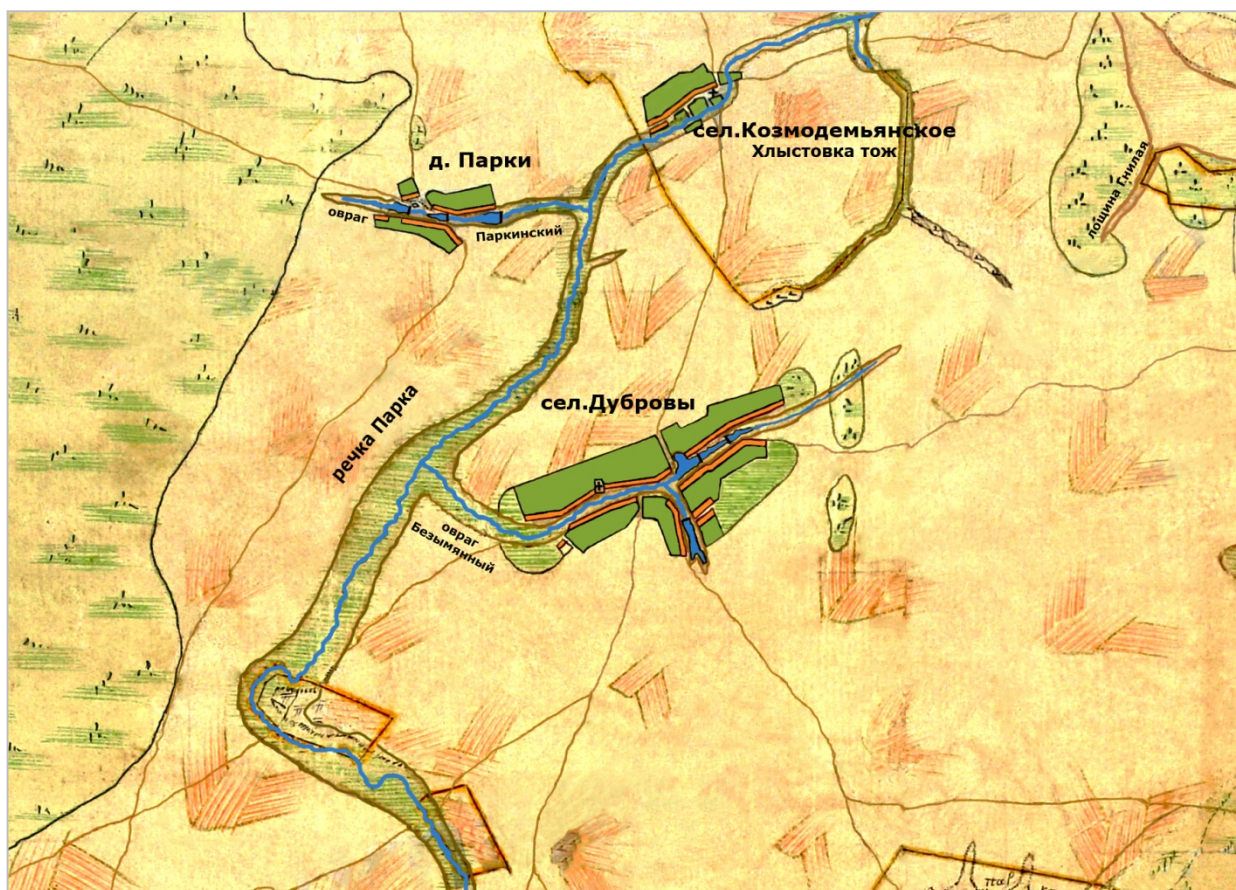 сел.Козмодемьянское
Хлыстовка тож
д. Парки
овраг
Паркинский
лощина Гнилая
речка Парка
сел.Дубровы
овраг
Безымянный